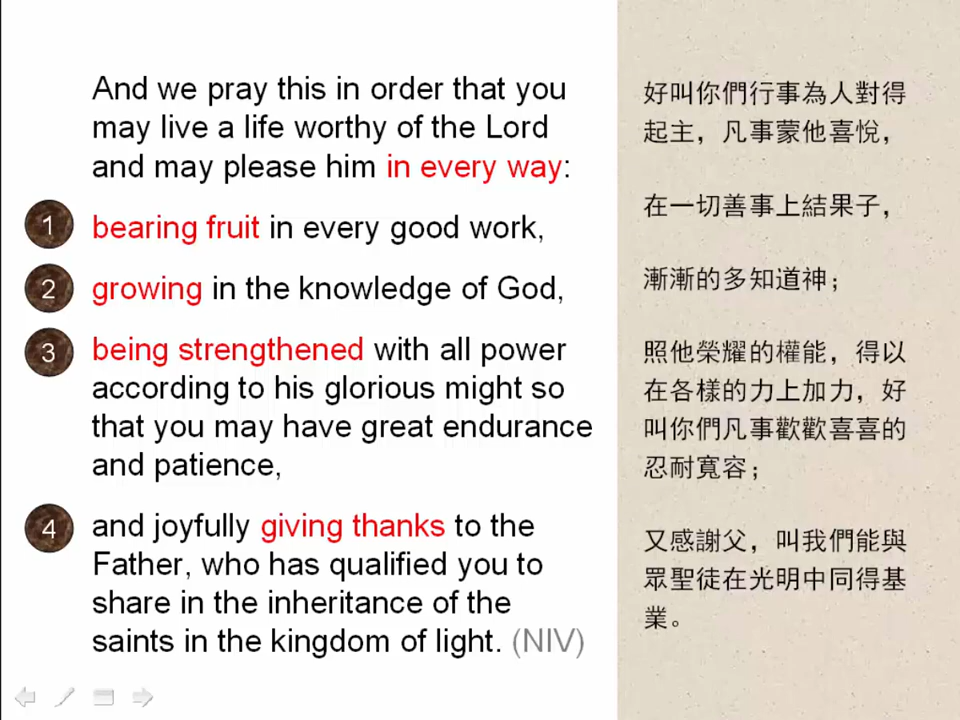 And we pray this in order that you
may live a life worthy of the Lord
and may please him in every way:
1 bearing fruit in every good work,
2 growing in the knowledge of God,
3 being strengthened with all power
according to his glorious might so
that you may have great endurance
and patience,
4 and joyfully giving thanks to the
Father, who has qualified you to
share in the inheritance of the
saints in the kingdom of light. (NIV)
好叫你們行事為人對得
起主，凡事蒙他喜悅，
在一切善事上結果子，
漸漸的多知道神；
照他榮耀的權能，得以
在各樣的力上加力，好
叫你們凡事歡歡喜喜的
忍耐寬容；
又感謝父，叫我們能與
眾聖徒在光明中同得基
業。